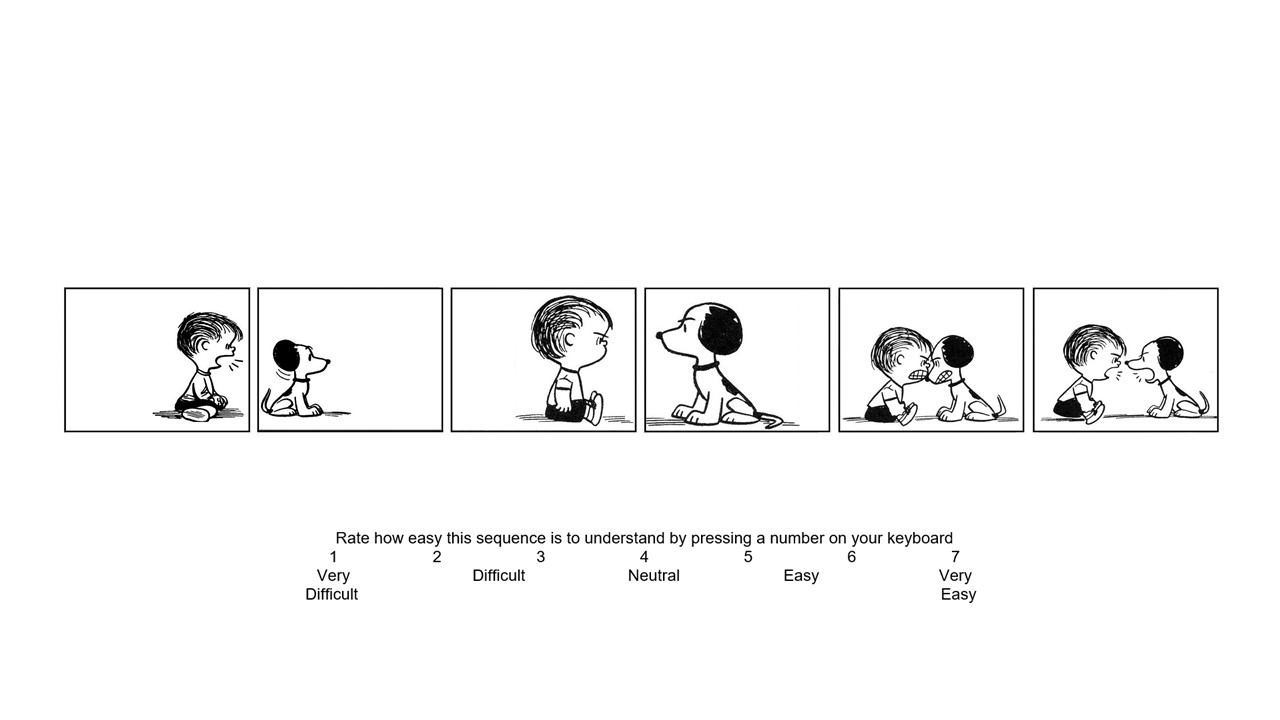 Rate how easy this sequence is to understand by pressing a number on your keyboard
1 2 3 4 5 6 7
Very Difficult Neutral Easy Very
Difficult Easy